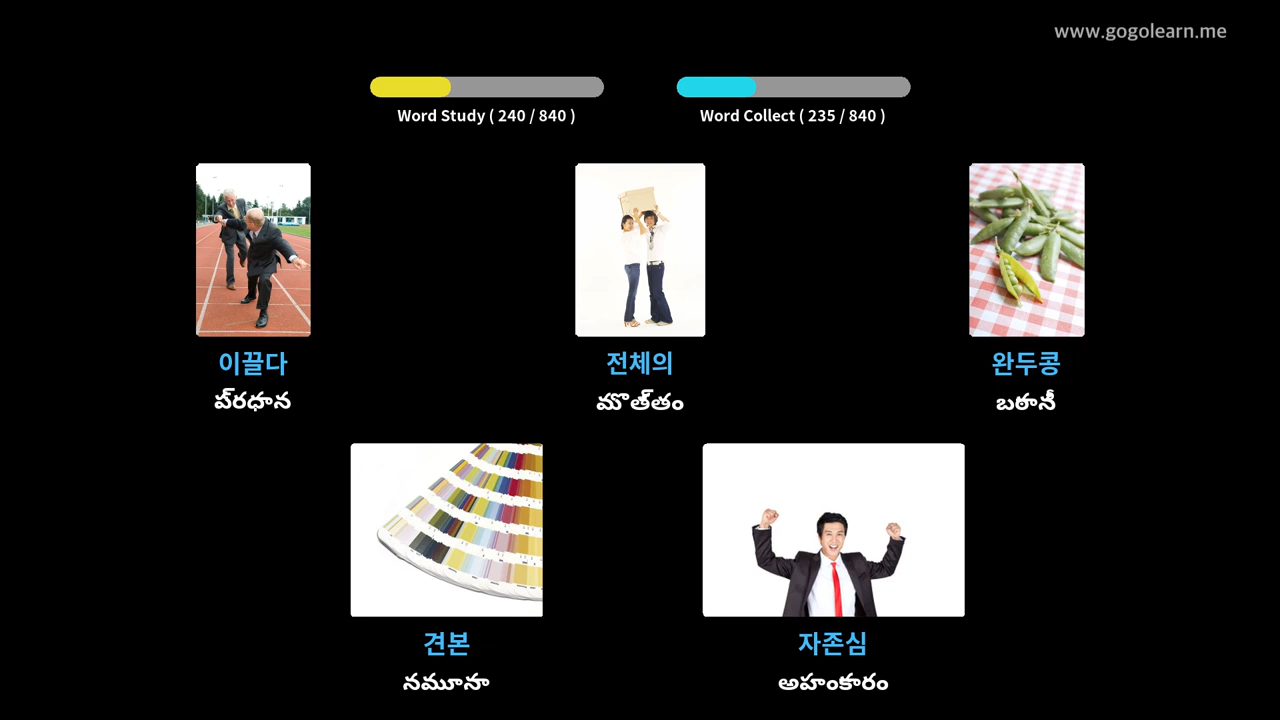 www.gogolearn.me
Word Study ( 240 / 840 )
Word Collect ( 235 / 840 )
이끌다
ప్రధాన
전체의
మొత్తం
완두콩
బఠానీ
견본
నమూనా
자존심
అహంకారం